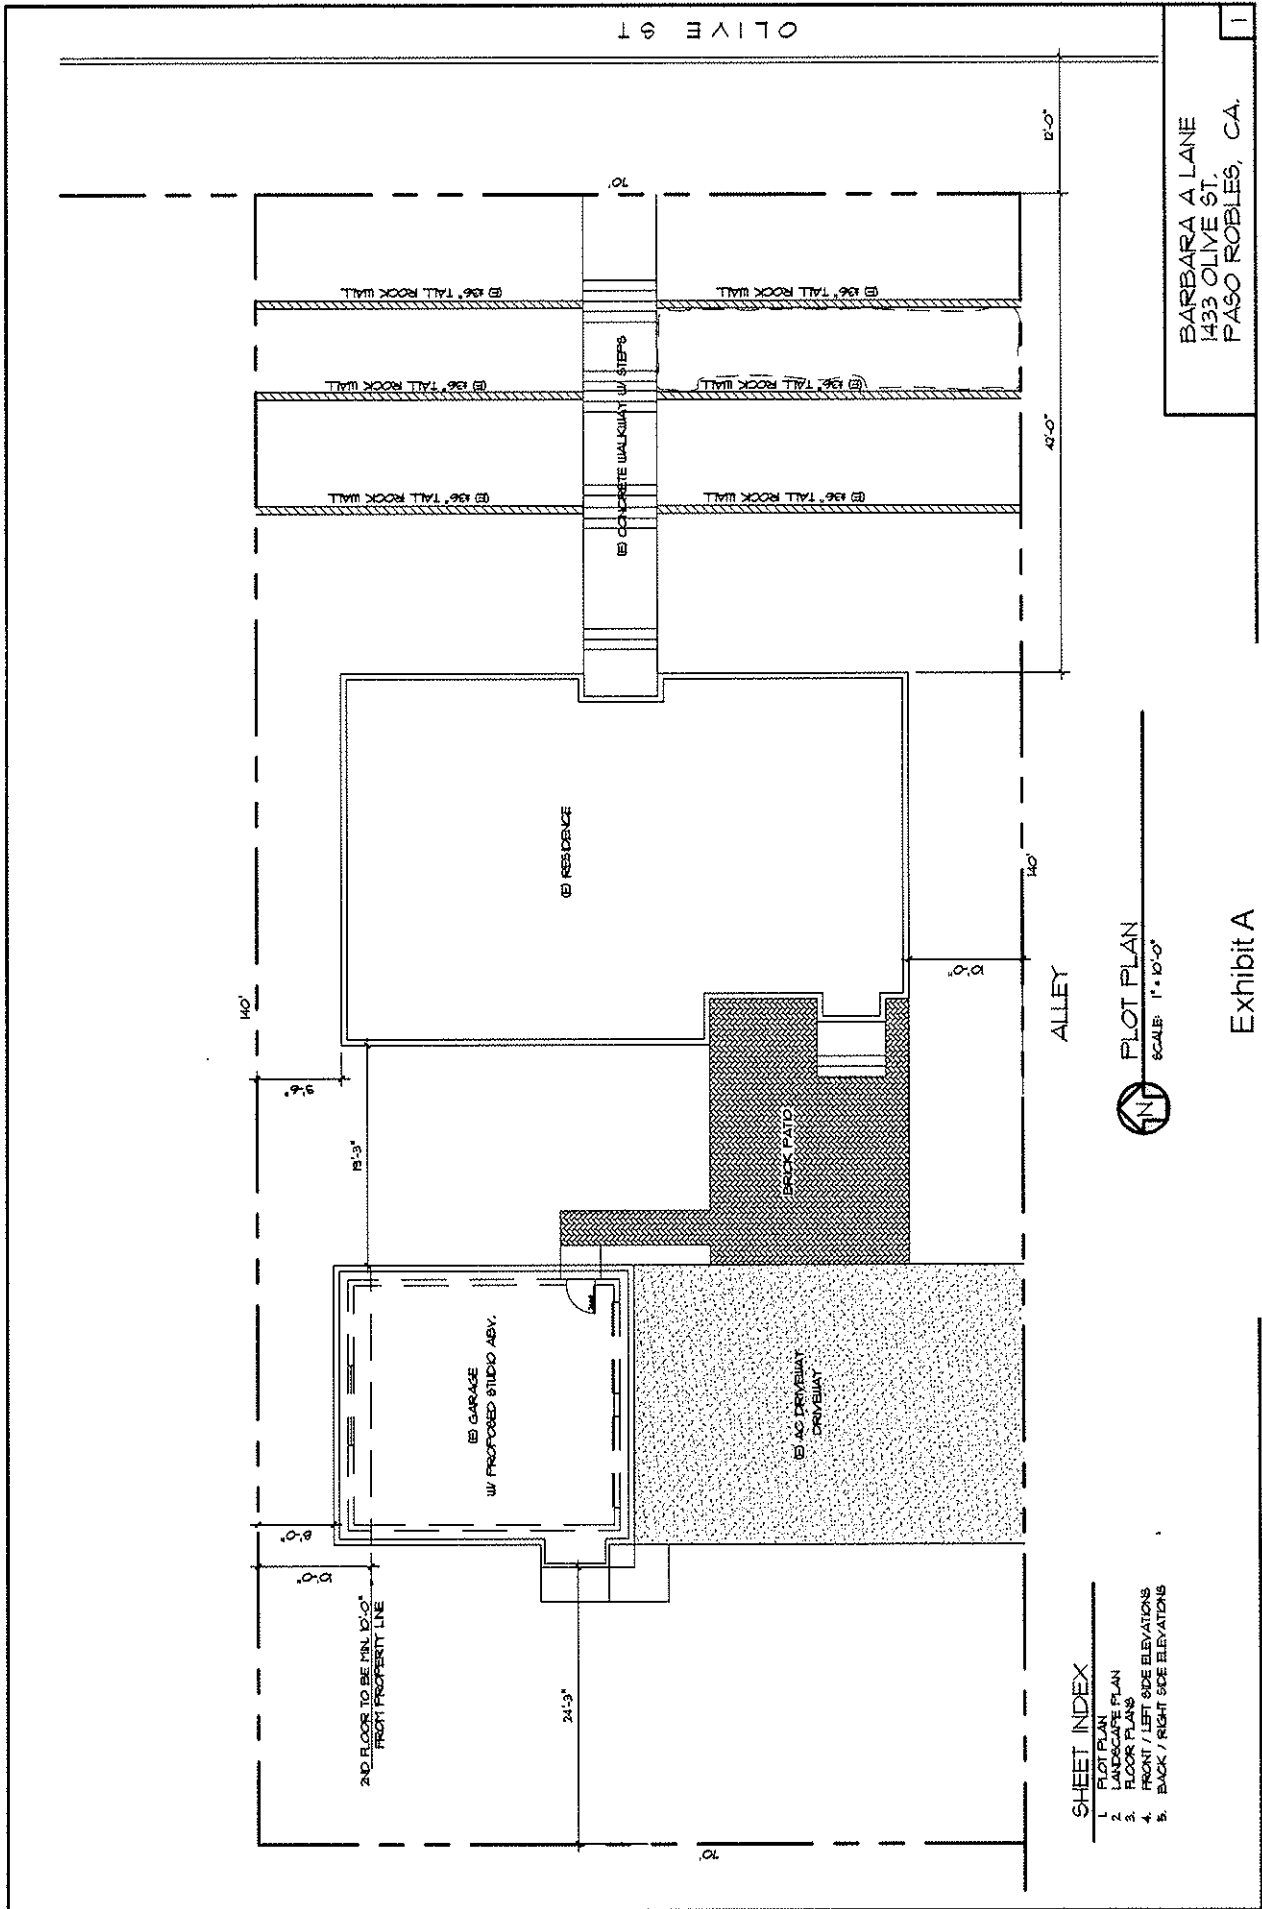 OLIVE ST
12'-0"
70'
(E) ±36" TALL ROCK WALL
(E) ±36" TALL ROCK WALL
(E) ±36" TALL ROCK WALL
(E) ±36" TALL ROCK WALL
(E) ±36" TALL ROCK WALL
(E) ±36" TALL ROCK WALL
(E) CONCRETE WALKWAY W/ STEPS
42'-0"
(E) RESIDENCE
140'
140'
10'-0"
19'-3"
BRICK PATIO
(E) GARAGE
W/ PROPOSED STUDIO ABV.
(E) AC DRIVEWAY
DRIVEWAY
8'-0"
10'-0"
2ND FLOOR TO BE MIN. 10'-0"
FROM PROPERTY LINE
24'-3"
70'
ALLEY
N
PLOT PLAN
SCALE: 1" = 10'-0"
SHEET INDEX
1. PLOT PLAN
2. LANDSCAPE PLAN
3. FLOOR PLANS
4. FRONT / LEFT SIDE ELEVATIONS
5. BACK / RIGHT SIDE ELEVATIONS
BARBARA A LANE
1433 OLIVE ST.
PASO ROBLES, CA.
1
Exhibit A